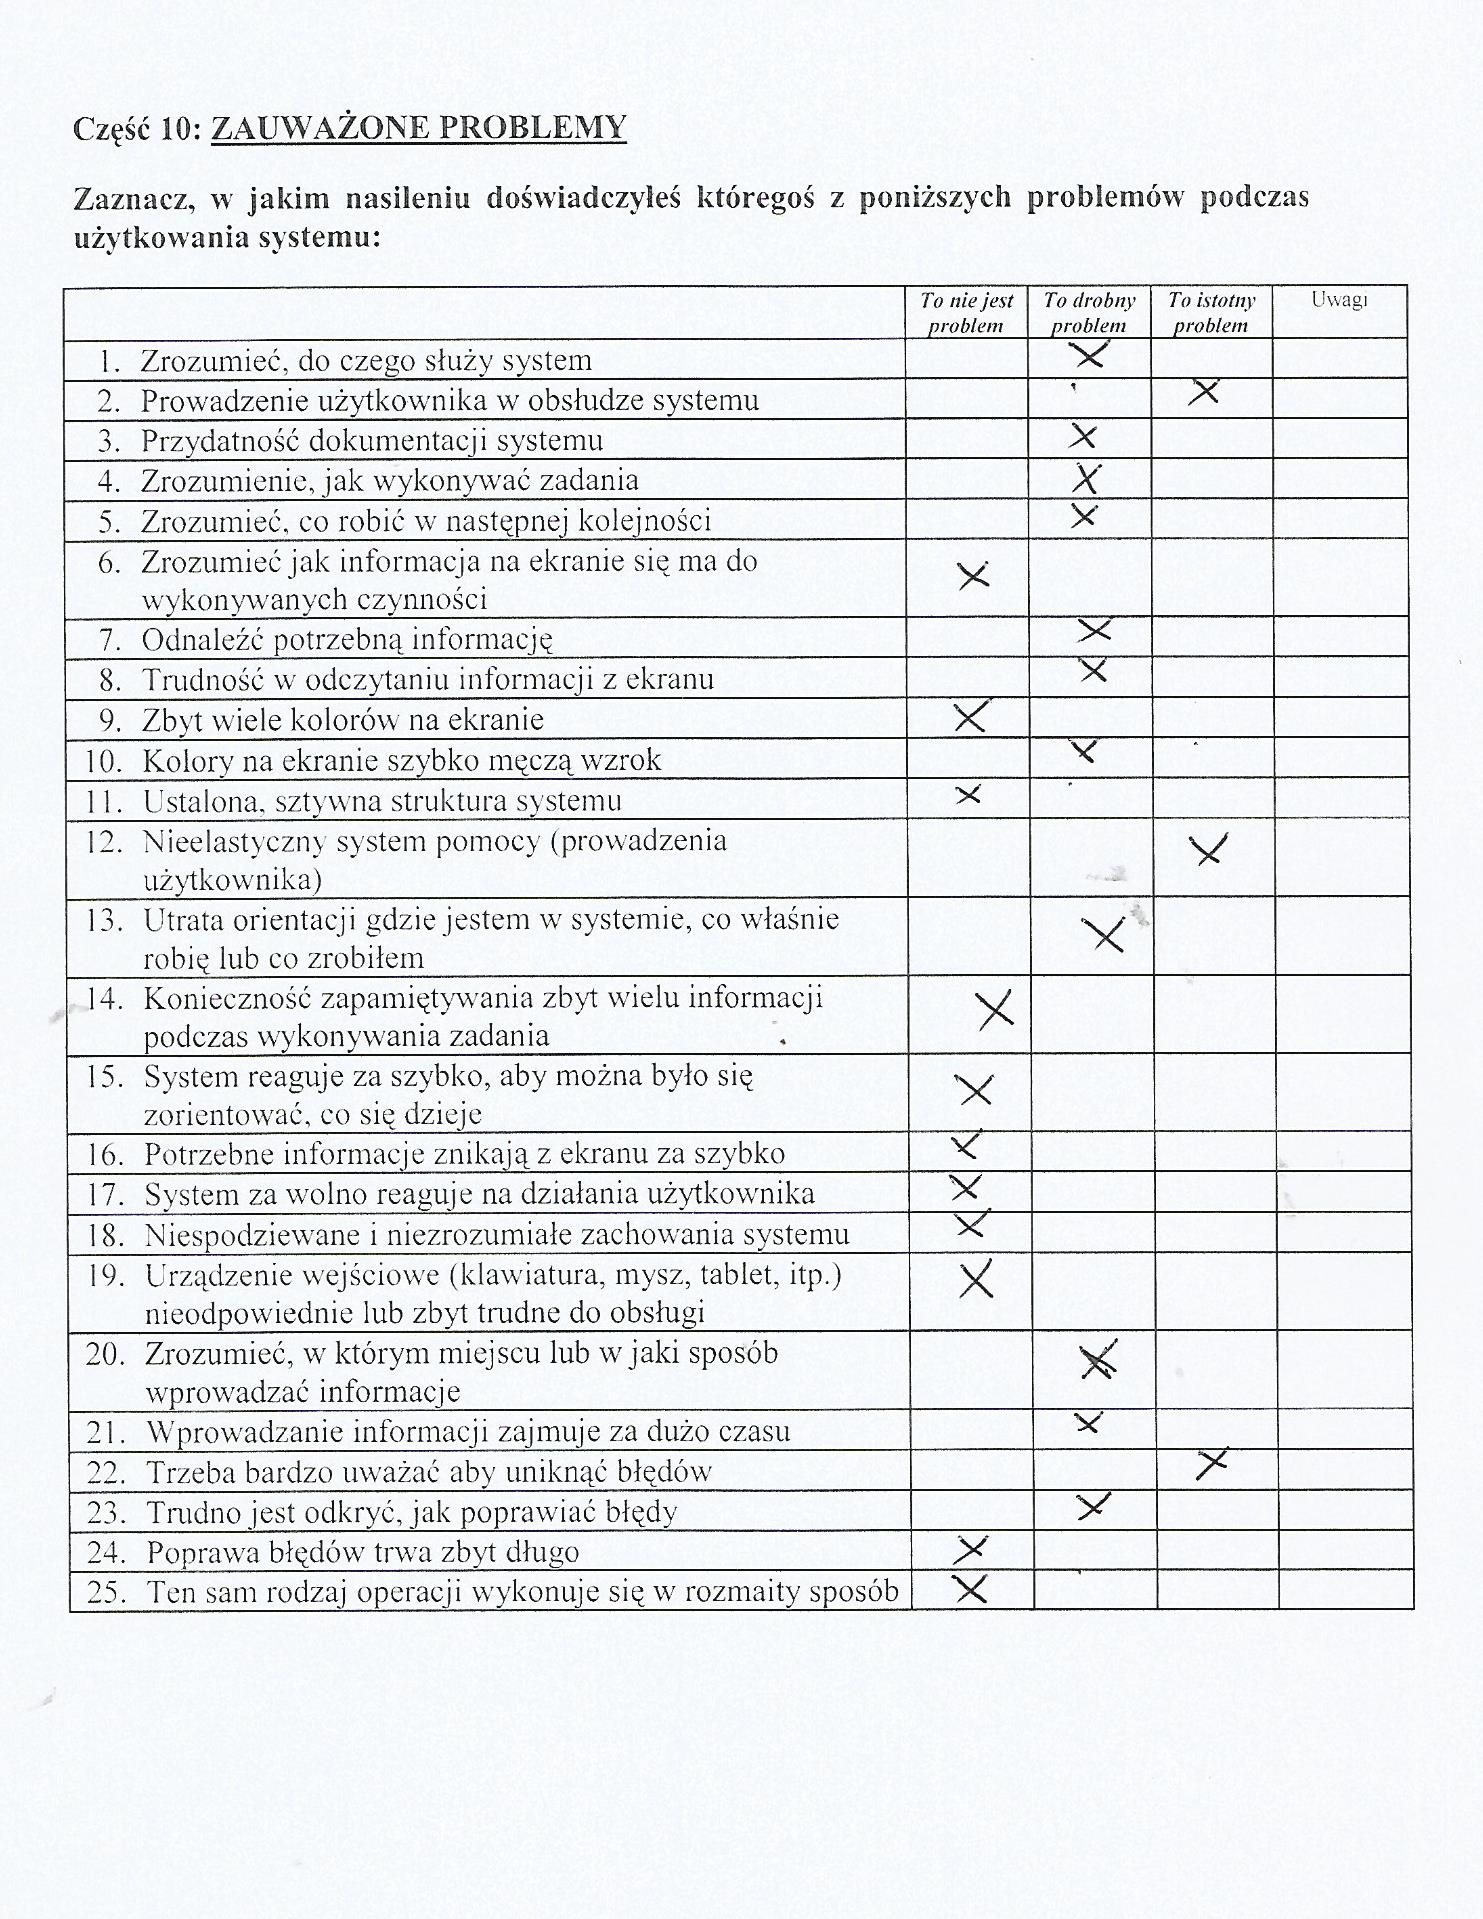 Część 10: ZAUWAŻONE PROBLEMY
Zaznacz, w jakim nasileniu doświadczyłeś któregoś z poniższych problemów podczas
użytkowania systemu:
To nie jest problem To drobny problem To istotny problem Uwagi
1. Zrozumieć, do czego służy system X
2. Prowadzenie użytkownika w obsłudze systemu X
3. Przydatność dokumentacji systemu X
4. Zrozumienie, jak wykonywać zadania X
5. Zrozumieć, co robić w następnej kolejności X
6. Zrozumieć jak informacja na ekranie się ma do
wykonywanych czynności X
7. Odnaleźć potrzebną informację X
8. Trudność w odczytaniu informacji z ekranu X
9. Zbyt wiele kolorów na ekranie X
10. Kolory na ekranie szybko męczą wzrok X
11. Ustalona, sztywna struktura systemu X
12. Nieelastyczny system pomocy (prowadzenia
użytkownika) X
13. Utrata orientacji gdzie jestem w systemie, co właśnie
robię lub co zrobiłem X
14. Konieczność zapamiętywania zbyt wielu informacji
podczas wykonywania zadania X
15. System reaguje za szybko, aby można było się
zorientować, co się dzieje X
16. Potrzebne informacje znikają z ekranu za szybko X
17. System za wolno reaguje na działania użytkownika X
18. Niespodziewane i niezrozumiałe zachowania systemu X
19. Urządzenie wejściowe (klawiatura, mysz, tablet, itp.)
nieodpowiednie lub zbyt trudne do obsługi X
20. Zrozumieć, w którym miejscu lub w jaki sposób
wprowadzać informacje X
21. Wprowadzanie informacji zajmuje za dużo czasu X
22. Trzeba bardzo uważać aby uniknąć błędów X
23. Trudno jest odkryć, jak poprawiać błędy X
24. Poprawa błędów trwa zbyt długo X
25. Ten sam rodzaj operacji wykonuje się w rozmaity sposób X